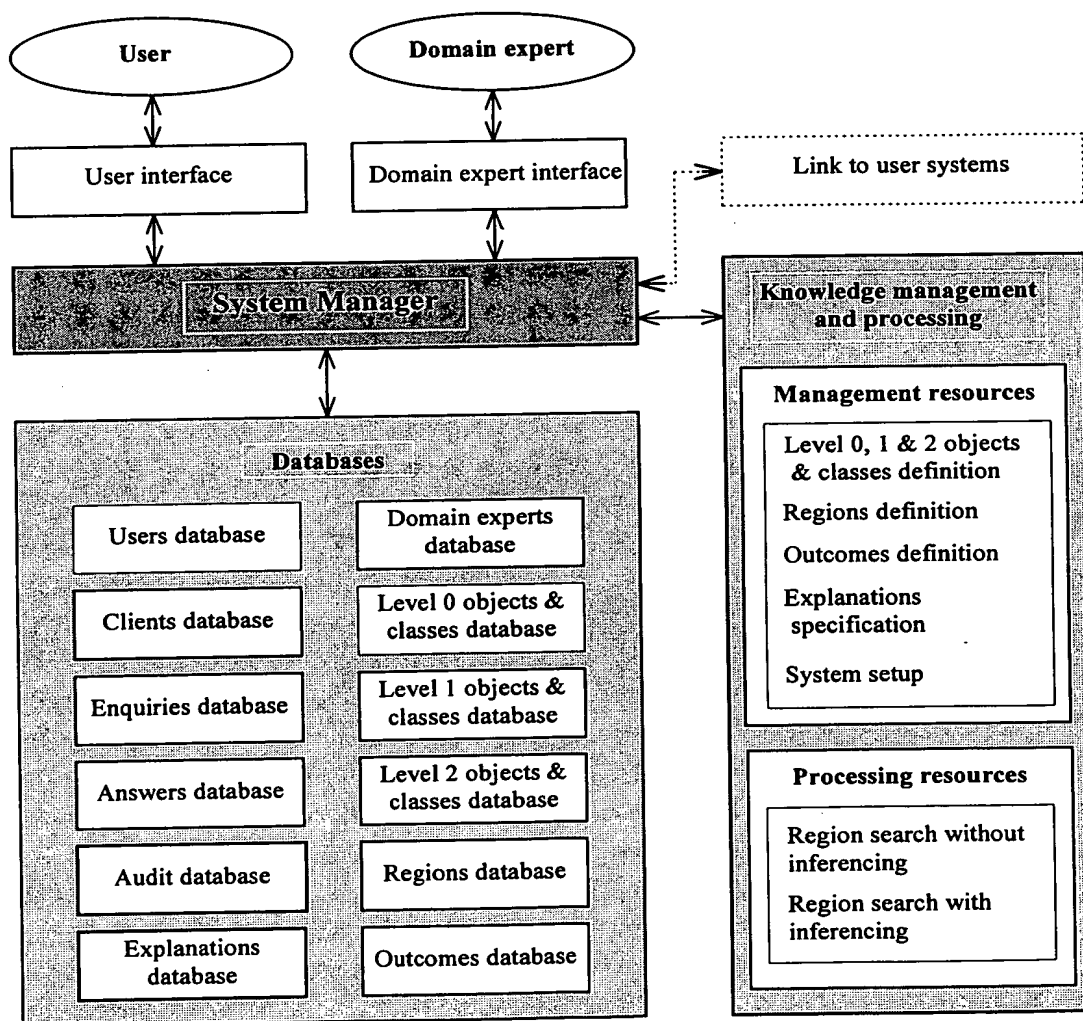 User
Domain expert
User interface
Domain expert interface
Link to user systems
System Manager
Knowledge management
and processing
Management resources
Level 0, 1 & 2 objects
& classes definition
Regions definition
Outcomes definition
Explanations
specification
System setup
Databases
Users database
Domain experts
database
Clients database
Level 0 objects &
classes database
Enquiries database
Level 1 objects &
classes database
Answers database
Level 2 objects &
classes database
Audit database
Regions database
Explanations
database
Outcomes database
Processing resources
Region search without
inferencing
Region search with
inferencing